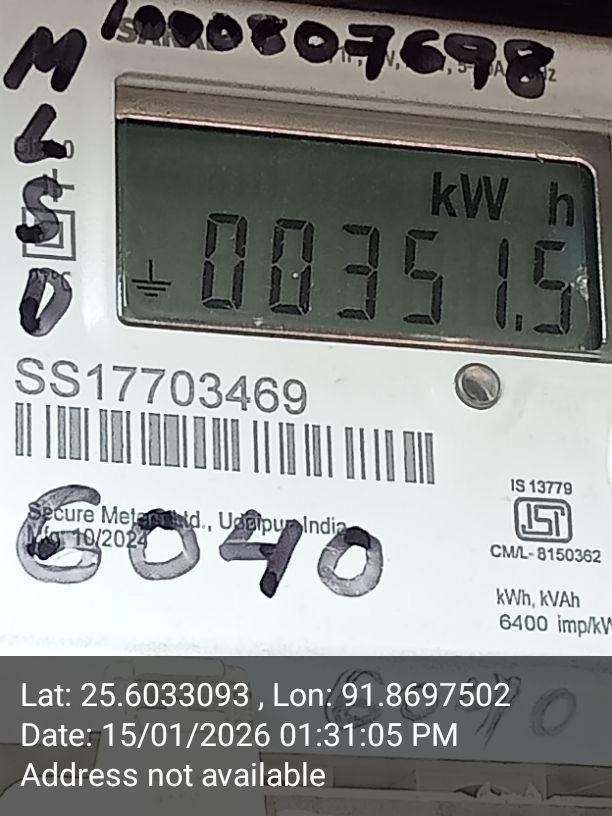 1000807698
M
L
S
D
kW h
00351.5
SS17703469
Secure Meters Ltd., Udaipur India
Mfg 10/2024
6040
IS 13779
ISI
CM/L- 8150362
kWh, kVAh
6400 imp/kW
6040
Lat: 25.6033093 , Lon: 91.8697502
Date: 15/01/2026 01:31:05 PM
Address not available